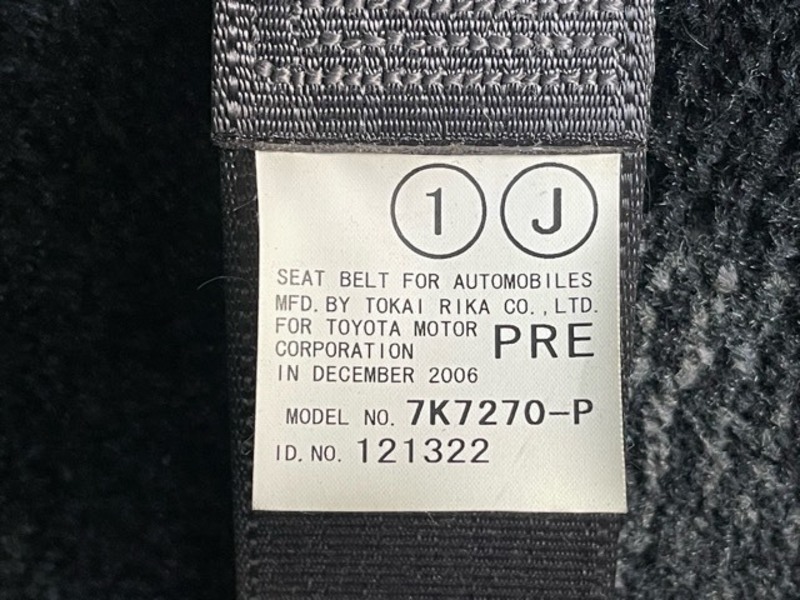 1 J
SEAT BELT FOR AUTOMOBILES
MFD. BY TOKAI RIKA CO., LTD.
FOR TOYOTA MOTOR
CORPORATION PRE
IN DECEMBER 2006
MODEL NO. 7K7270-P
ID. NO. 121322